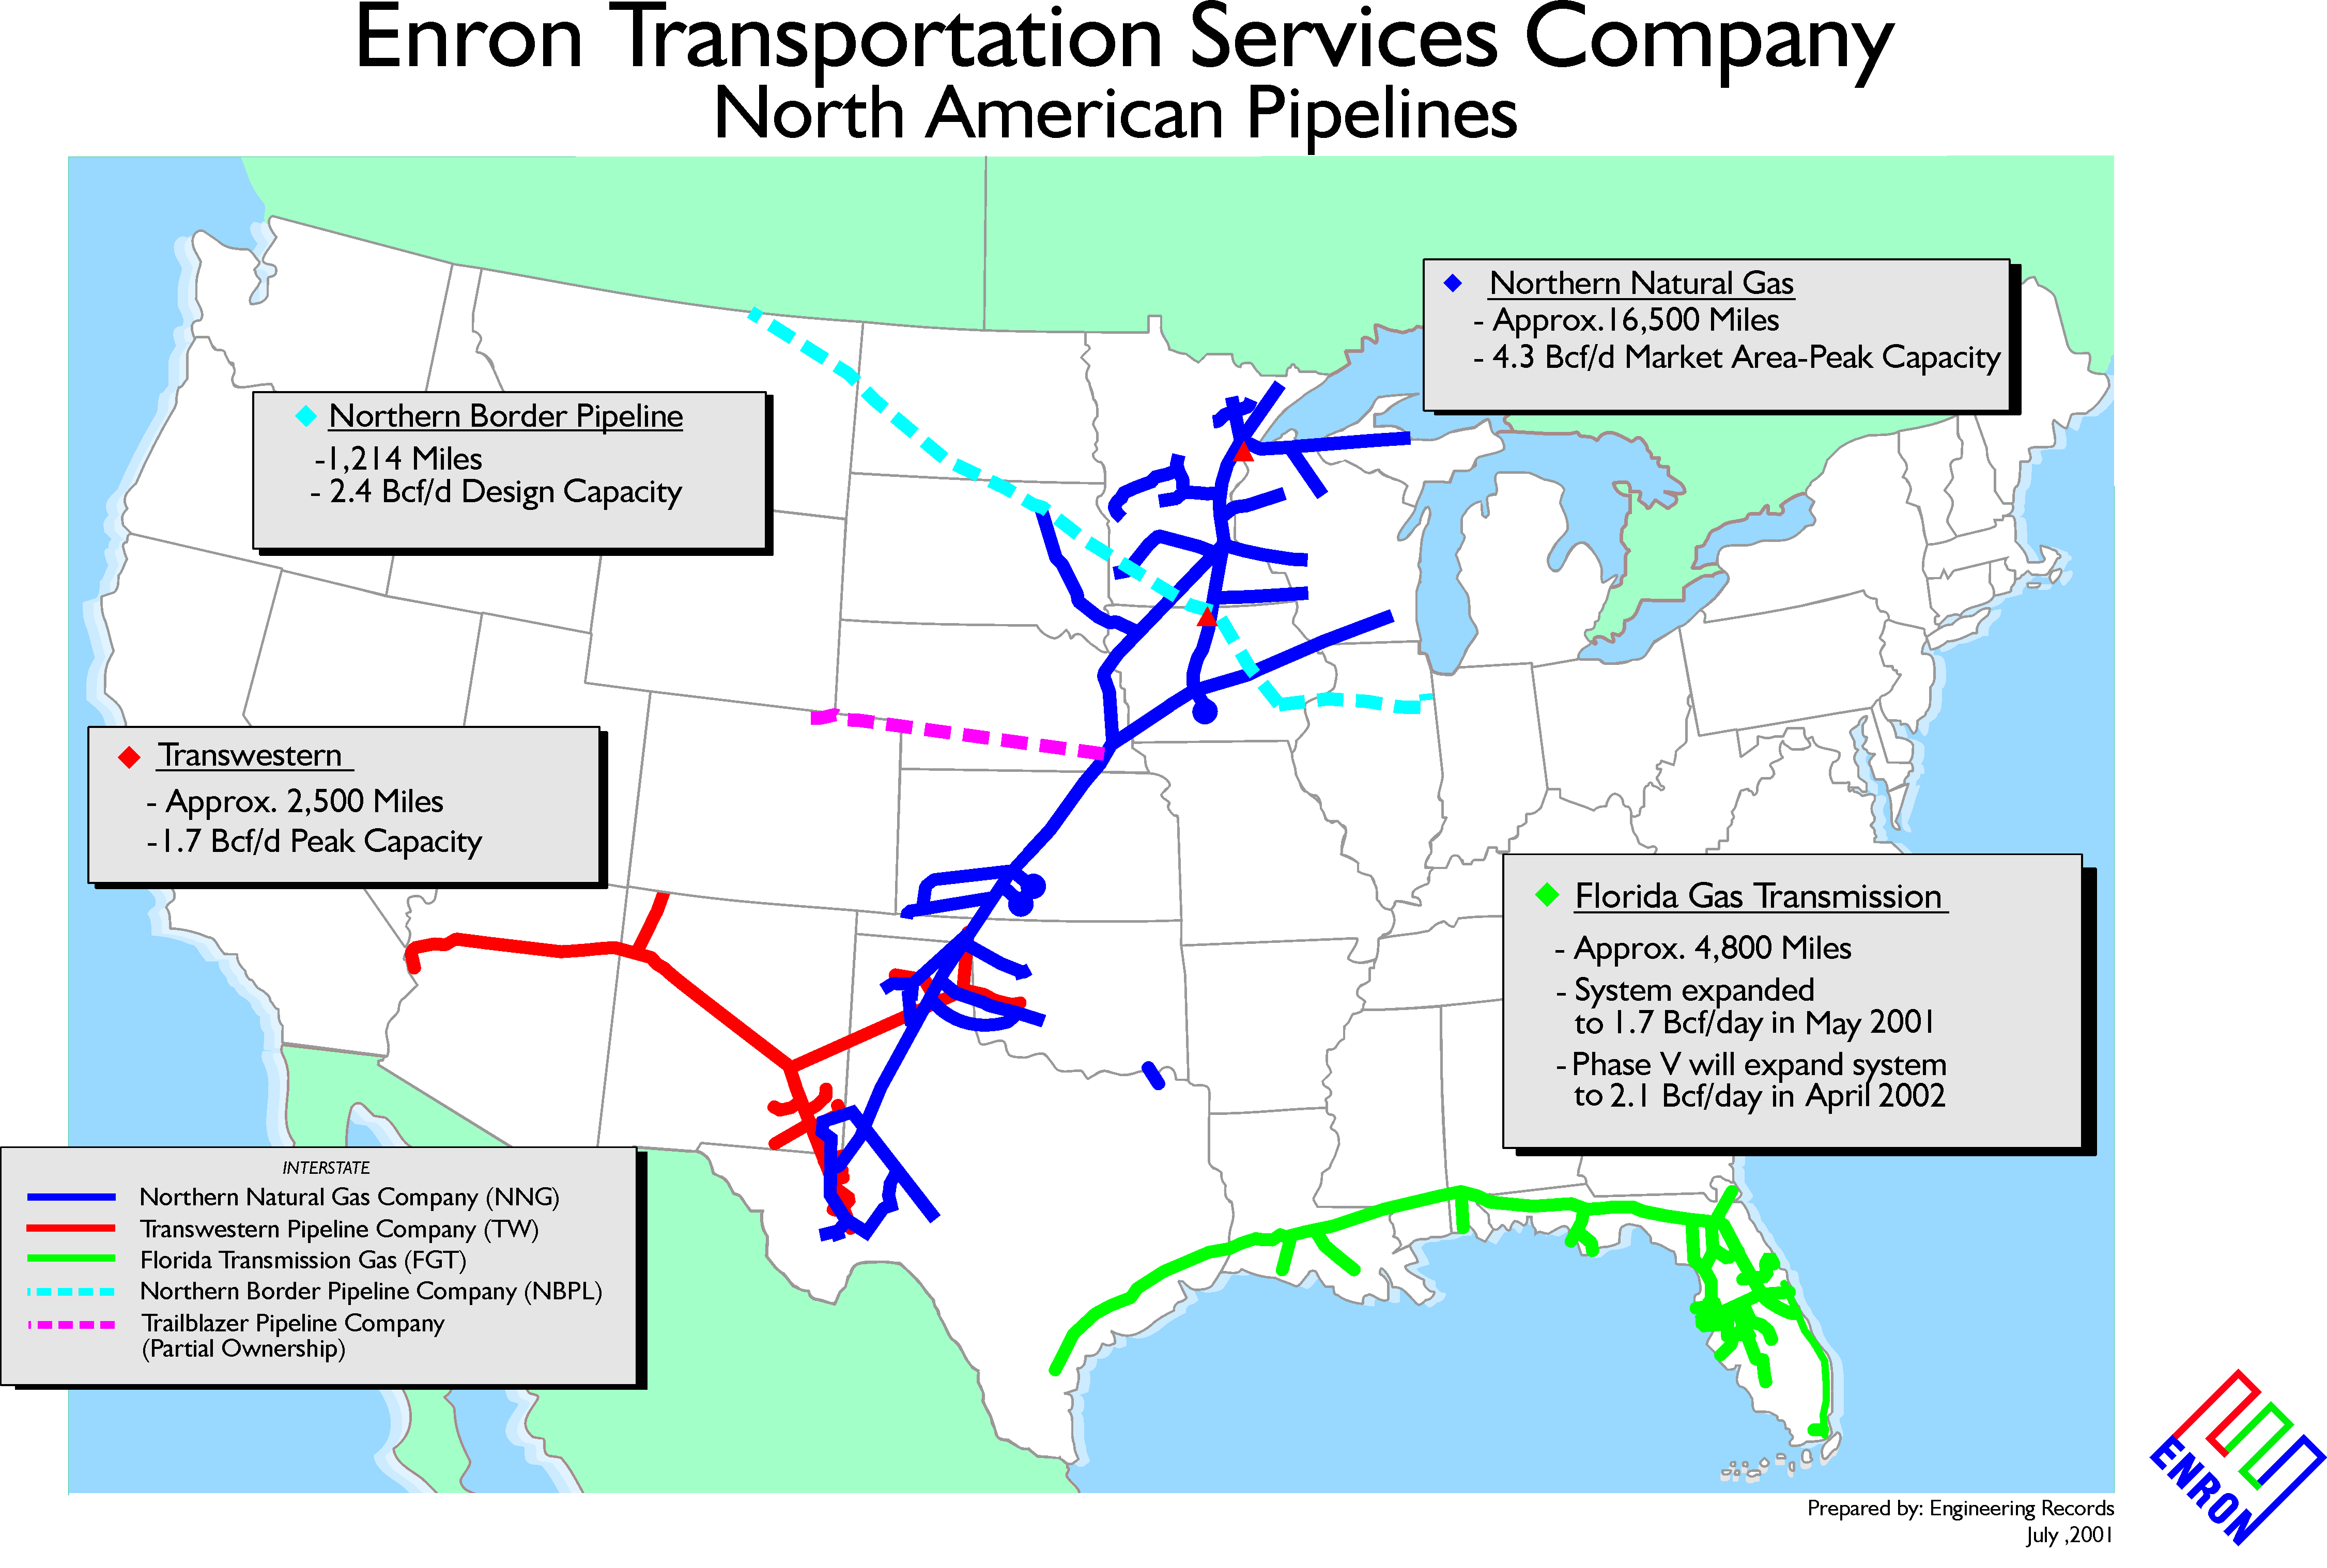 Enron Transportation Services Company
North American Pipelines
Northern Natural Gas
- Approx.16,500 Miles
- 4.3 Bcf/d Market Area-Peak Capacity
Northern Border Pipeline
-1,214 Miles
- 2.4 Bcf/d Design Capacity
Transwestern
- Approx. 2,500 Miles
-1.7 Bcf/d Peak Capacity
Florida Gas Transmission
- Approx. 4,800 Miles
- System expanded
to 1.7 Bcf/day in May 2001
- Phase V will expand system
to 2.1 Bcf/day in April 2002
INTERSTATE
Northern Natural Gas Company (NNG)
Transwestern Pipeline Company (TW)
Florida Transmission Gas (FGT)
Northern Border Pipeline Company (NBPL)
Trailblazer Pipeline Company
(Partial Ownership)
ENRON
Prepared by: Engineering Records
July ,2001